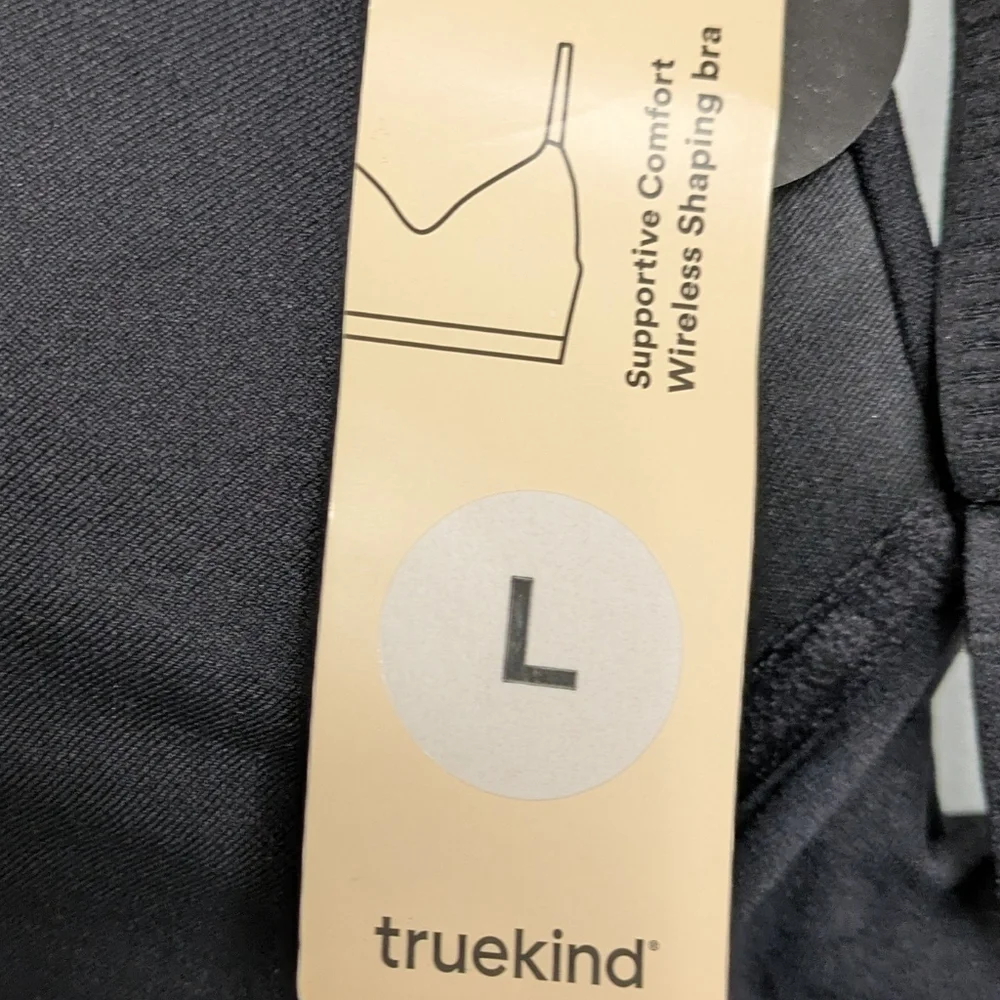 Supportive Comfort
Wireless Shaping bra
L
truekind®